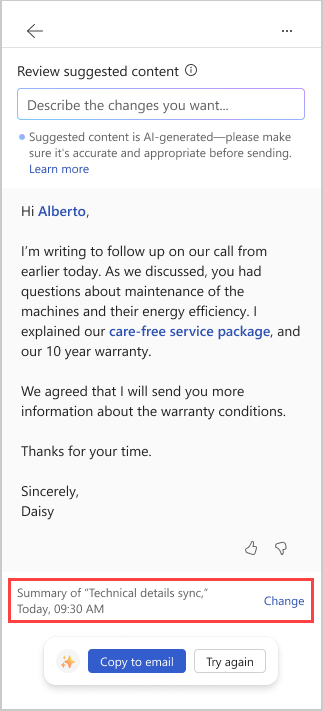 Review suggested content
Describe the changes you want...
Suggested content is AI-generated—please make
sure it's accurate and appropriate before sending.
Learn more
Hi Alberto,
I'm writing to follow up on our call from
earlier today. As we discussed, you had
questions about maintenance of the
machines and their energy efficiency. I
explained our care-free service package, and
our 10 year warranty.
We agreed that I will send you more
information about the warranty conditions.
Thanks for your time.
Sincerely,
Daisy
Summary of “Technical details sync,”
Today, 09:30 AM
Change
Copy to email
Try again